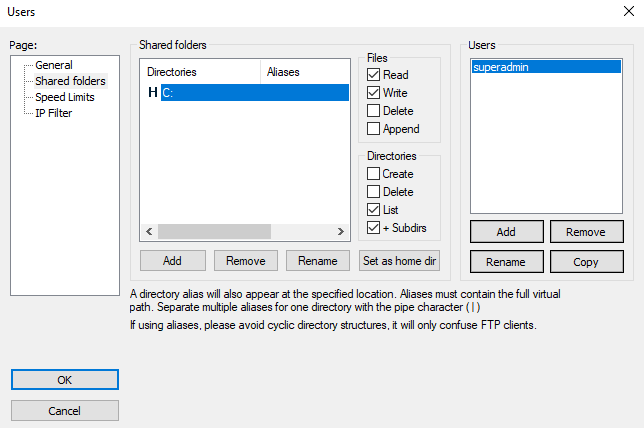 Users
Page:
General
Shared folders
Speed Limits
IP Filter
Shared folders
Directories Aliases
H C:
Files
Read
Write
Delete
Append
Directories
Create
Delete
List
+ Subdirs
Add Remove Rename Set as home dir
Users
superadmin
Add Remove
Rename Copy
A directory alias will also appear at the specified location. Aliases must contain the full virtual
path. Separate multiple aliases for one directory with the pipe character ( | )
If using aliases, please avoid cyclic directory structures, it will only confuse FTP clients.
OK
Cancel